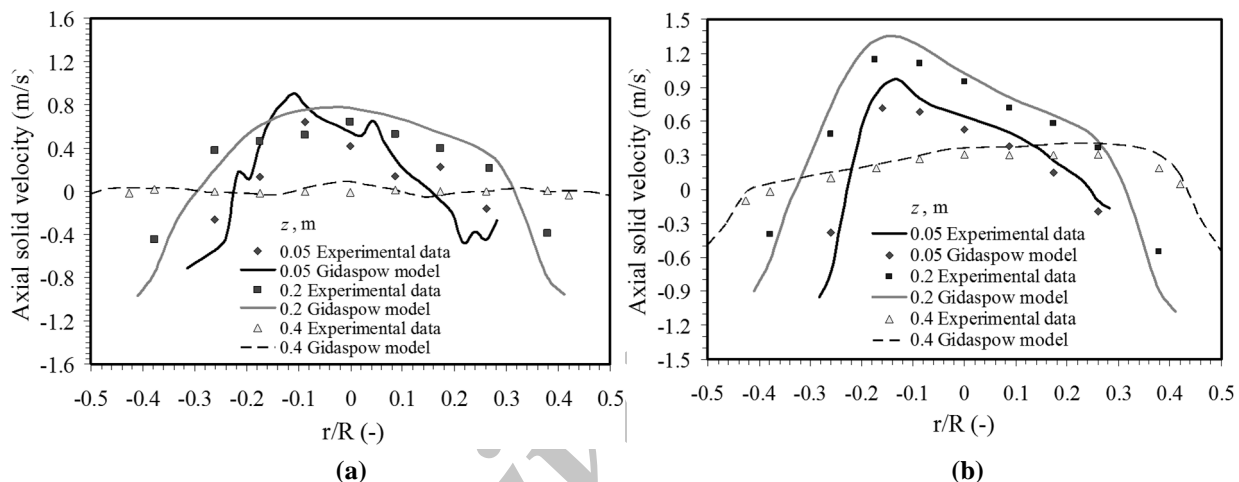 (a)
Axial solid velocity (m/s)
1.6
1.2
0.8
0.4
0
-0.4
-0.8
-1.2
-1.6
z, m
0.05 Experimental data
0.05 Gidaspow model
0.2 Experimental data
0.2 Gidaspow model
0.4 Experimental data
0.4 Gidaspow model
-0.5 -0.4 -0.3 -0.2 -0.1 0 0.1 0.2 0.3 0.4 0.5
r/R (-)
(a)
b)
Axial solid velocity (m/s)
1.5
1.2
0.9
0.6
0.3
0
-0.3
-0.6
-0.9
-1.2
-1.5
z, m
0.05 Experimental data
0.05 Gidaspow model
0.2 Experimental data
0.2 Gidaspow model
0.4 Experimental data
0.4 Gidaspow model
-0.5 -0.4 -0.3 -0.2 -0.1 0 0.1 0.2 0.3 0.4 0.5
r/R (-)
(b)